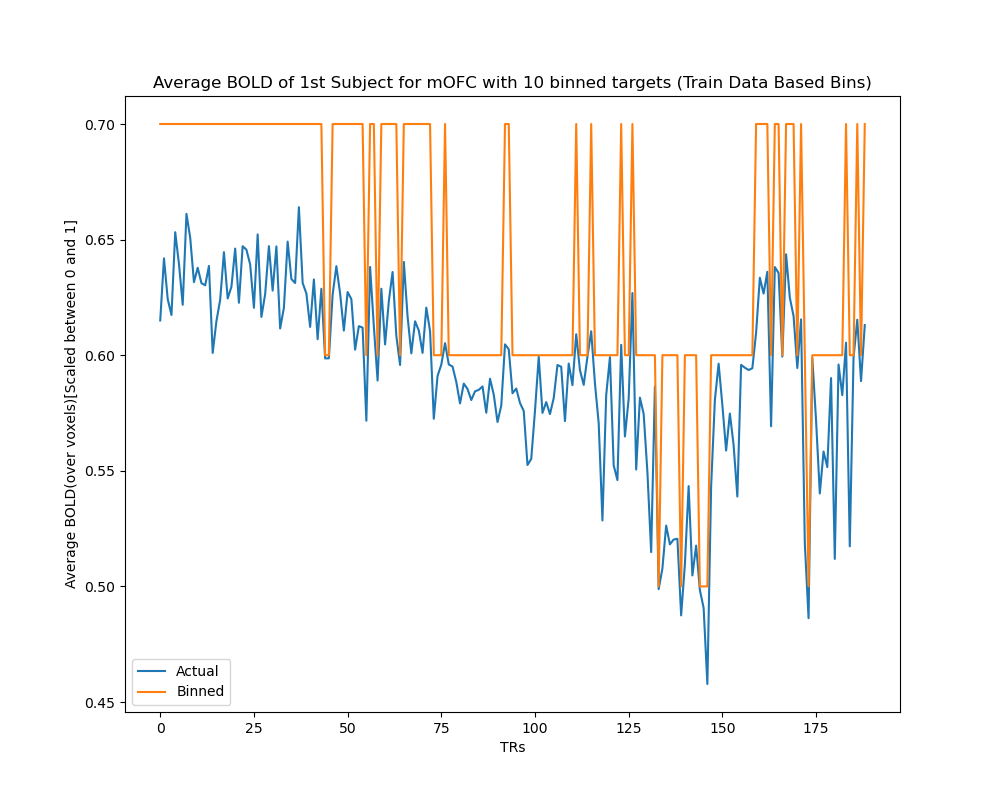 Average BOLD of 1st Subject for mOFC with 10 binned targets (Train Data Based Bins)
Average BOLD(over voxels)[Scaled between 0 and 1]
0.70
0.65
0.60
0.55
0.50
0.45
Actual
Binned
0 25 50 75 100 125 150 175
TRs